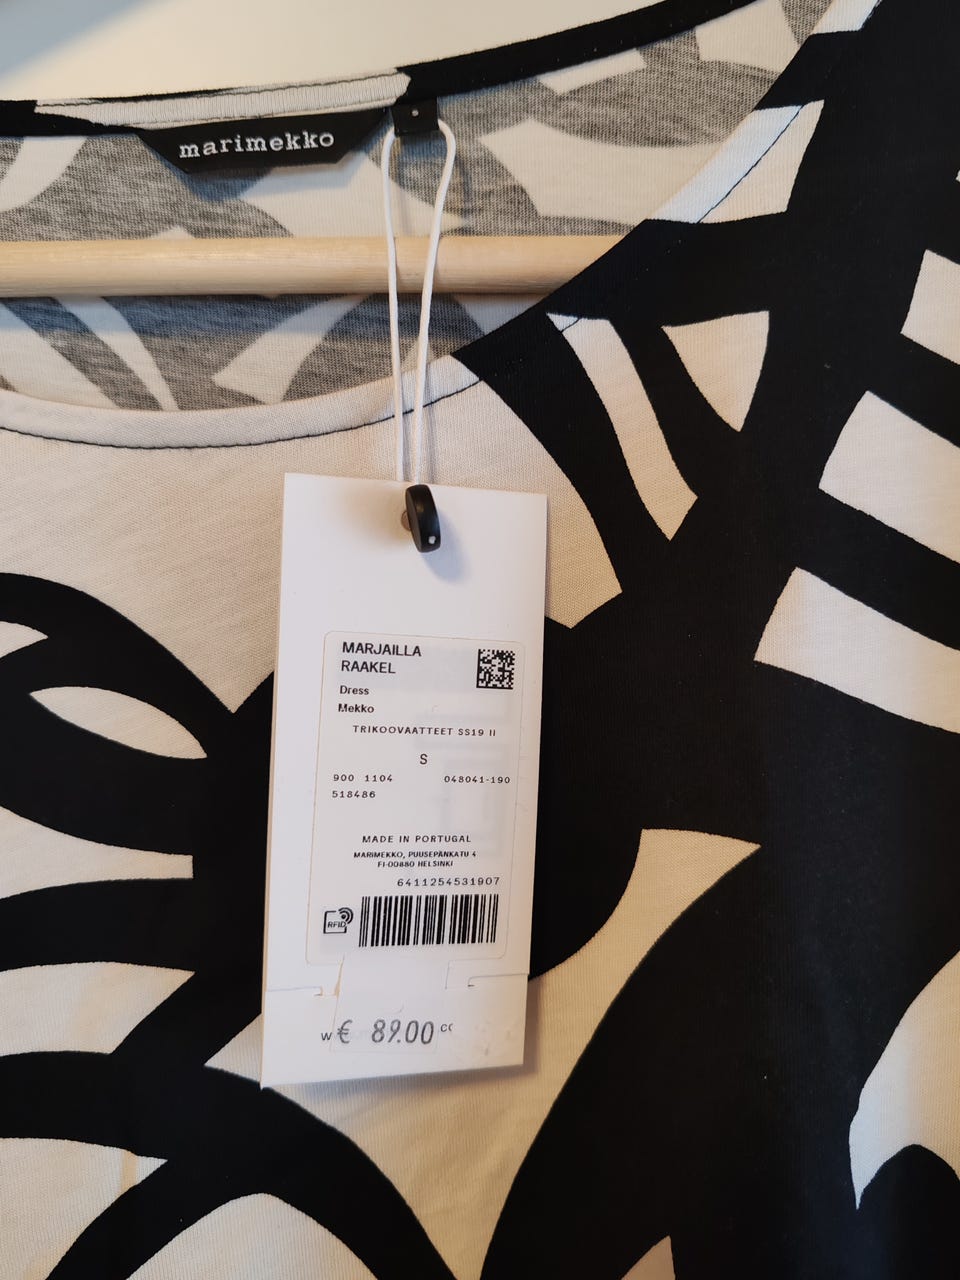 marimekko
MARJAILLA
RAAKEL
Dress
Mekko
TRIKOOVAATTEET SS19 II
S
900 1104 048041-190
518486
MADE IN PORTUGAL
MARIMEKKO, PUUSEPÄNKATU 4
FI-00880 HELSINKI
6411254531907
RFID
w € 89.00